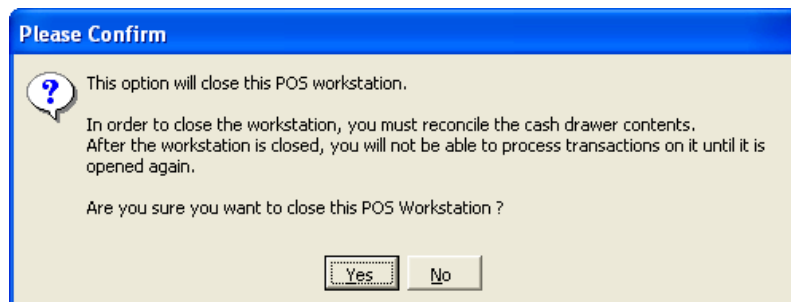 Please Confirm
This option will close this POS workstation.
In order to close the workstation, you must reconcile the cash drawer contents.
After the workstation is closed, you will not be able to process transactions on it until it is
opened again.
Are you sure you want to close this POS Workstation ?
Yes No